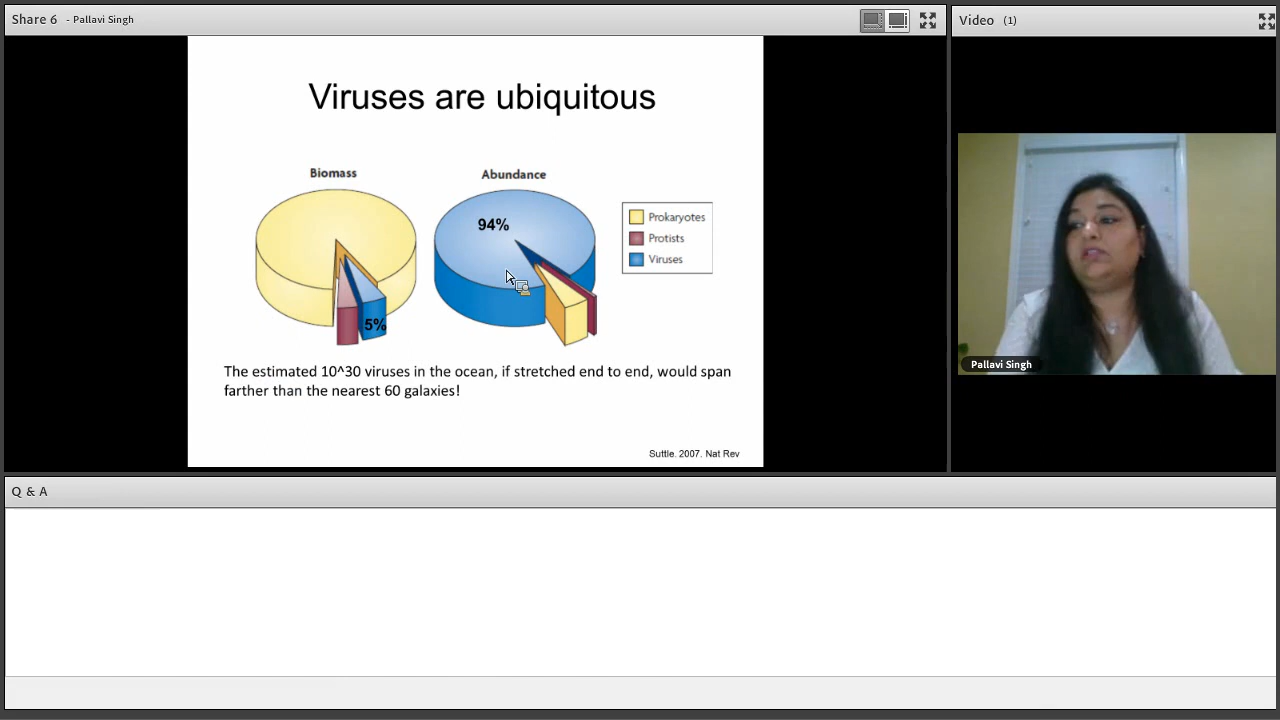 Share 6 - Pallavi Singh
Video (1)
Viruses are ubiquitous
Biomass
Abundance
94%
5%
Prokaryotes
Protists
Viruses
The estimated 10^30 viruses in the ocean, if stretched end to end, would span
farther than the nearest 60 galaxies!
Suttle. 2007. Nat Rev
Pallavi Singh
Q & A